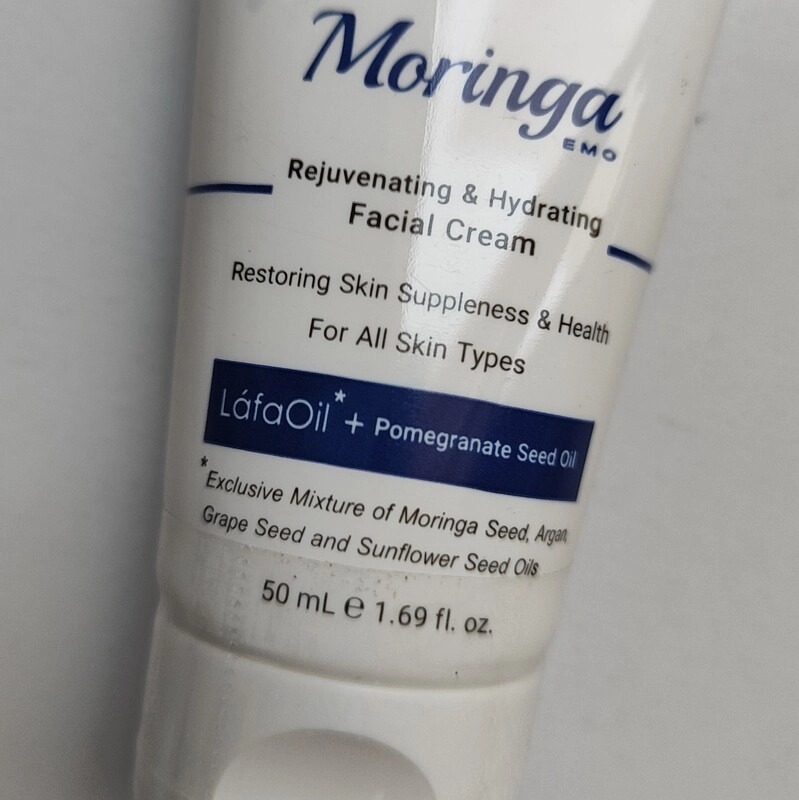 Moringa
EMO
Rejuvenating & Hydrating
Facial Cream
Restoring Skin Suppleness & Health
For All Skin Types
LáfaOil* + Pomegranate Seed Oil
*Exclusive Mixture of Moringa Seed, Argan,
Grape Seed and Sunflower Seed Oils
50 mL ℮ 1.69 fl. oz.